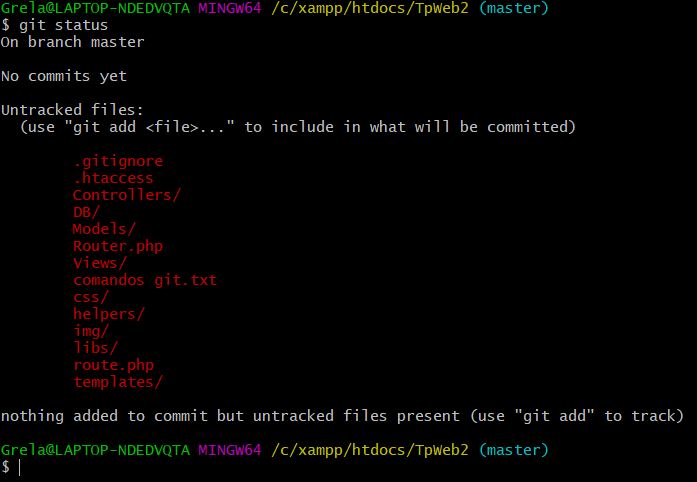 Grela@LAPTOP-NDEDVQTA MINGW64 /c/xampp/htdocs/TpWeb2 (master)
$ git status
On branch master
No commits yet
Untracked files:
(use "git add <file>..." to include in what will be committed)
.gitignore
.htaccess
Controllers/
DB/
Models/
Router.php
Views/
comandos git.txt
css/
helpers/
img/
libs/
route.php
templates/
nothing added to commit but untracked files present (use "git add" to track)
Grela@LAPTOP-NDEDVQTA MINGW64 /c/xampp/htdocs/TpWeb2 (master)
$